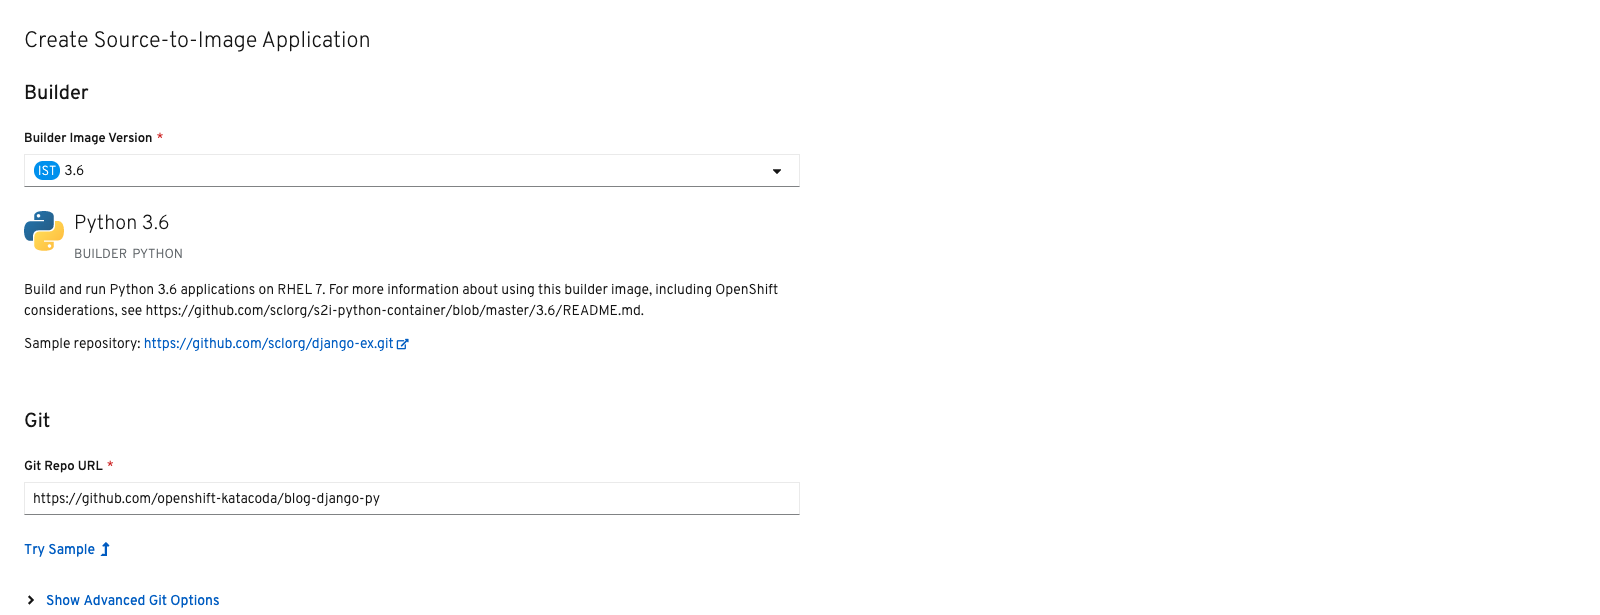 Create Source-to-Image Application
Builder
Builder Image Version *
IST 3.6
Python 3.6
BUILDER PYTHON
Build and run Python 3.6 applications on RHEL 7. For more information about using this builder image, including OpenShift
considerations, see https://github.com/sclorg/s2i-python-container/blob/master/3.6/README.md.
Sample repository: https://github.com/sclorg/django-ex.git
Git
Git Repo URL *
https://github.com/openshift-katacoda/blog-django-py
Try Sample
Show Advanced Git Options